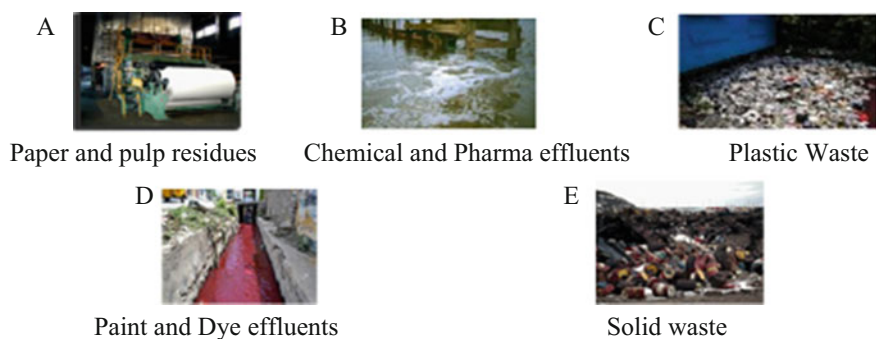 A
B
C
Paper and pulp residues
Chemical and Pharma effluents
Plastic Waste
D
E
Paint and Dye effluents
Solid waste